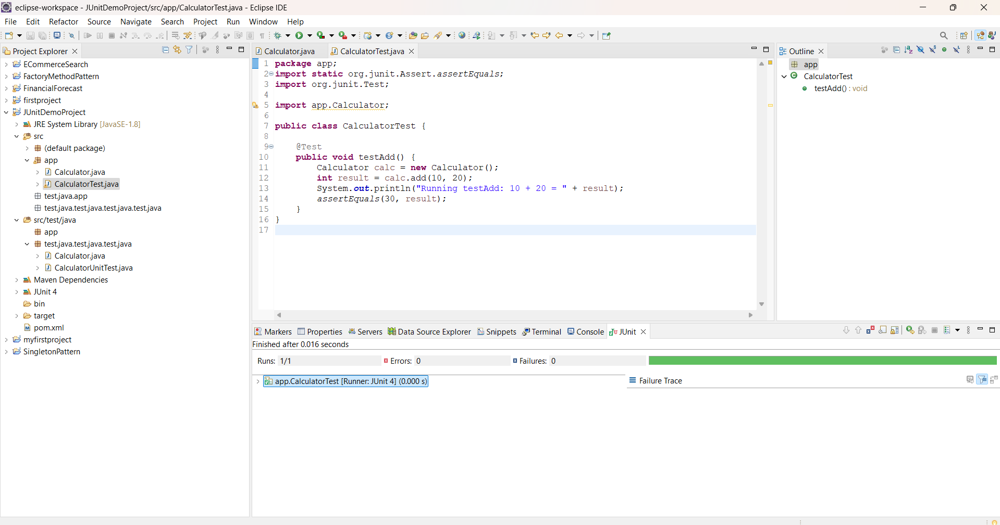 eclipse-workspace - JUnitDemoProject/src/app/CalculatorTest.java - Eclipse IDE
File Edit Refactor Source Navigate Search Project Run Window Help
Project Explorer
ECommerceSearch
FactoryMethodPattern
FinancialForecast
firstproject
JUnitDemoProject
JRE System Library [JavaSE-1.8]
src
(default package)
app
Calculator.java
CalculatorTest.java
test.java.app
test.java.test.java.test.java.test.java
src/test/java
app
test.java.test.java.test.java
Calculator.java
CalculatorUnitTest.java
Maven Dependencies
JUnit 4
bin
target
pom.xml
myfirstproject
SingletonPattern
Calculator.java CalculatorTest.java
1 package app;
2 import static org.junit.Assert.assertEquals;
3 import org.junit.Test;
4
5 import app.Calculator;
6
7 public class CalculatorTest {
8
9 @Test
10 public void testAdd() {
11 Calculator calc = new Calculator();
12 int result = calc.add(10, 20);
13 System.out.println("Running testAdd: 10 + 20 = " + result);
14 assertEquals(30, result);
15 }
16 }
17
Outline
app
CalculatorTest
testAdd() : void
Markers Properties Servers Data Source Explorer Snippets Terminal Console JUnit
Finished after 0.016 seconds
Runs: 1/1 Errors: 0 Failures: 0
app.CalculatorTest [Runner: JUnit 4] (0.000 s)
Failure Trace